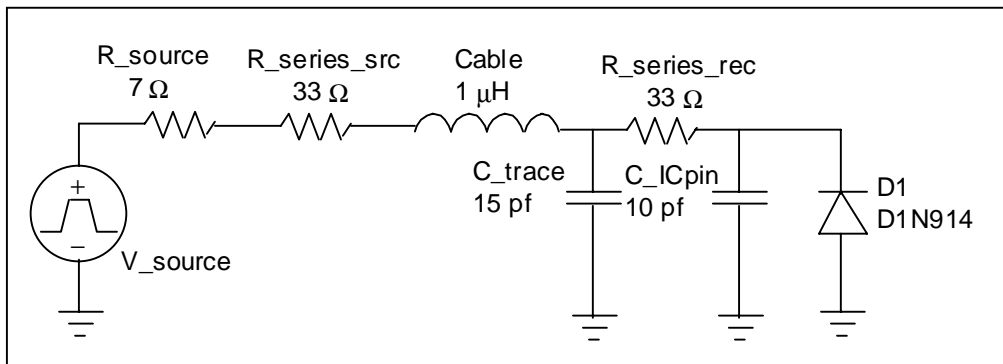 R_source
7 Ω
R_series_src
33 Ω
Cable
1 μH
R_series_rec
33 Ω
C_trace
15 pf
C_ICpin
10 pf
D1
D1N914
+
−
V_source